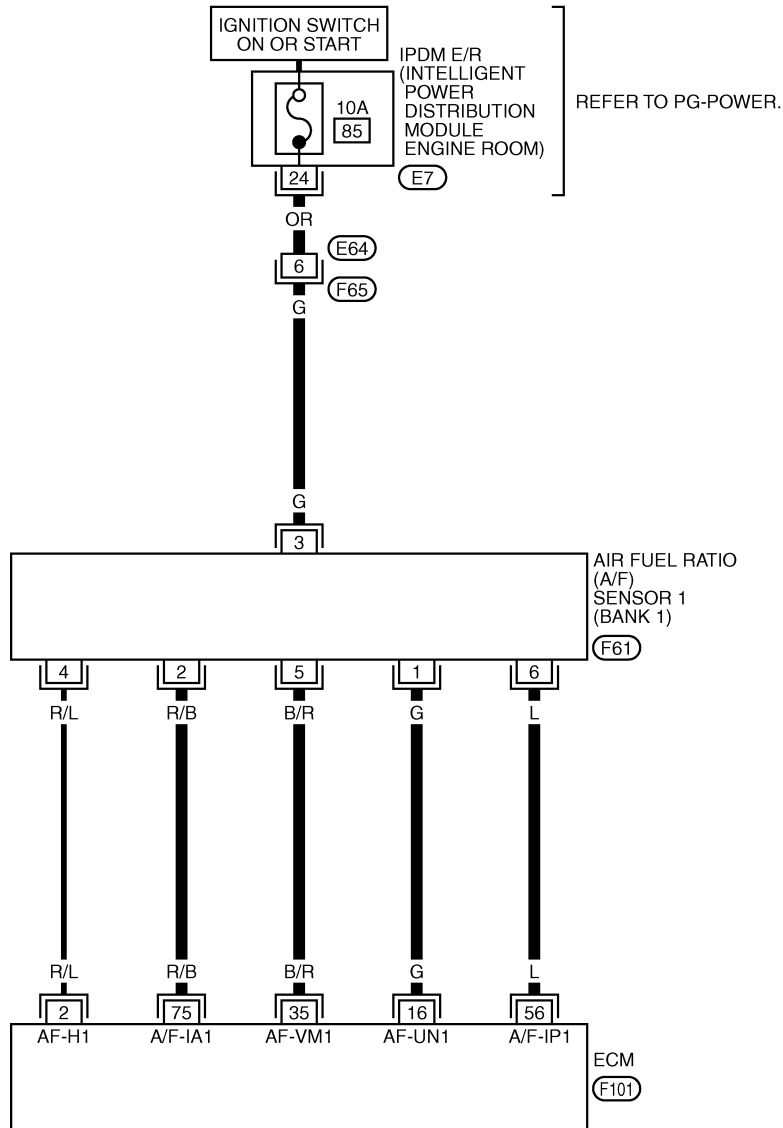 IGNITION SWITCH
ON OR START
IPDM E/R
(INTELLIGENT
POWER
DISTRIBUTION
MODULE
ENGINE ROOM)
REFER TO PG-POWER.
10A
85
24
E7
OR
E64
6
F65
G
G
3
AIR FUEL RATIO
(A/F)
SENSOR 1
(BANK 1)
F61
4 2 5 1 6
R/L R/B B/R G L
R/L R/B B/R G L
2 75 35 16 56
AF-H1 A/F-IA1 AF-VM1 AF-UN1 A/F-IP1
ECM
F101